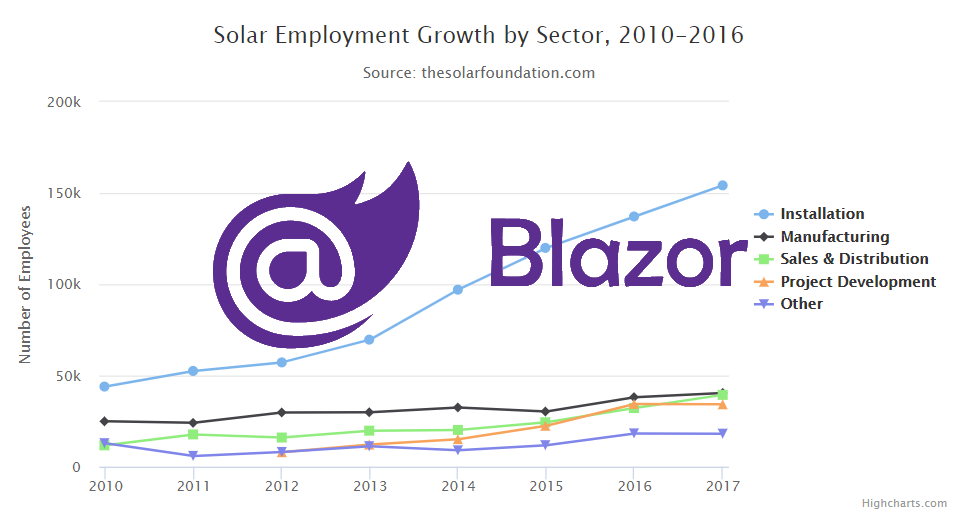 Solar Employment Growth by Sector, 2010-2016
Source: thesolarfoundation.com
Number of Employees
200k
150k
100k
50k
0
2010 2011 2012 2013 2014 2015 2016 2017
@ Blazor
Installation
Manufacturing
Sales & Distribution
Project Development
Other
Highcharts.com